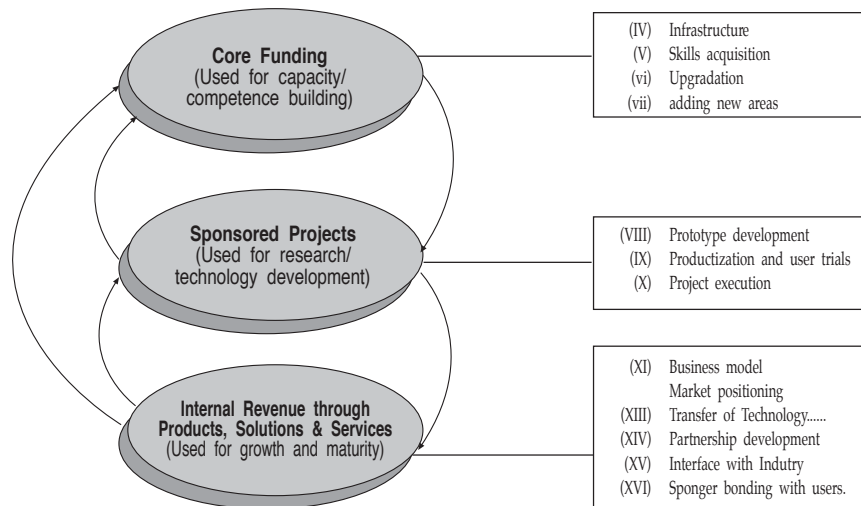 Core Funding
(Used for capacity/
competence building)
(IV) Infrastructure
(V) Skills acquisition
(vi) Upgradation
(vii) adding new areas
Sponsored Projects
(Used for research/
technology development)
(VIII) Prototype development
(IX) Productization and user trials
(X) Project execution
Internal Revenue through
Products, Solutions & Services
(Used for growth and maturity)
(XI) Business model
Market positioning
(XIII) Transfer of Technology......
(XIV) Partnership development
(XV) Interface with Indutry
(XVI) Sponger bonding with users.